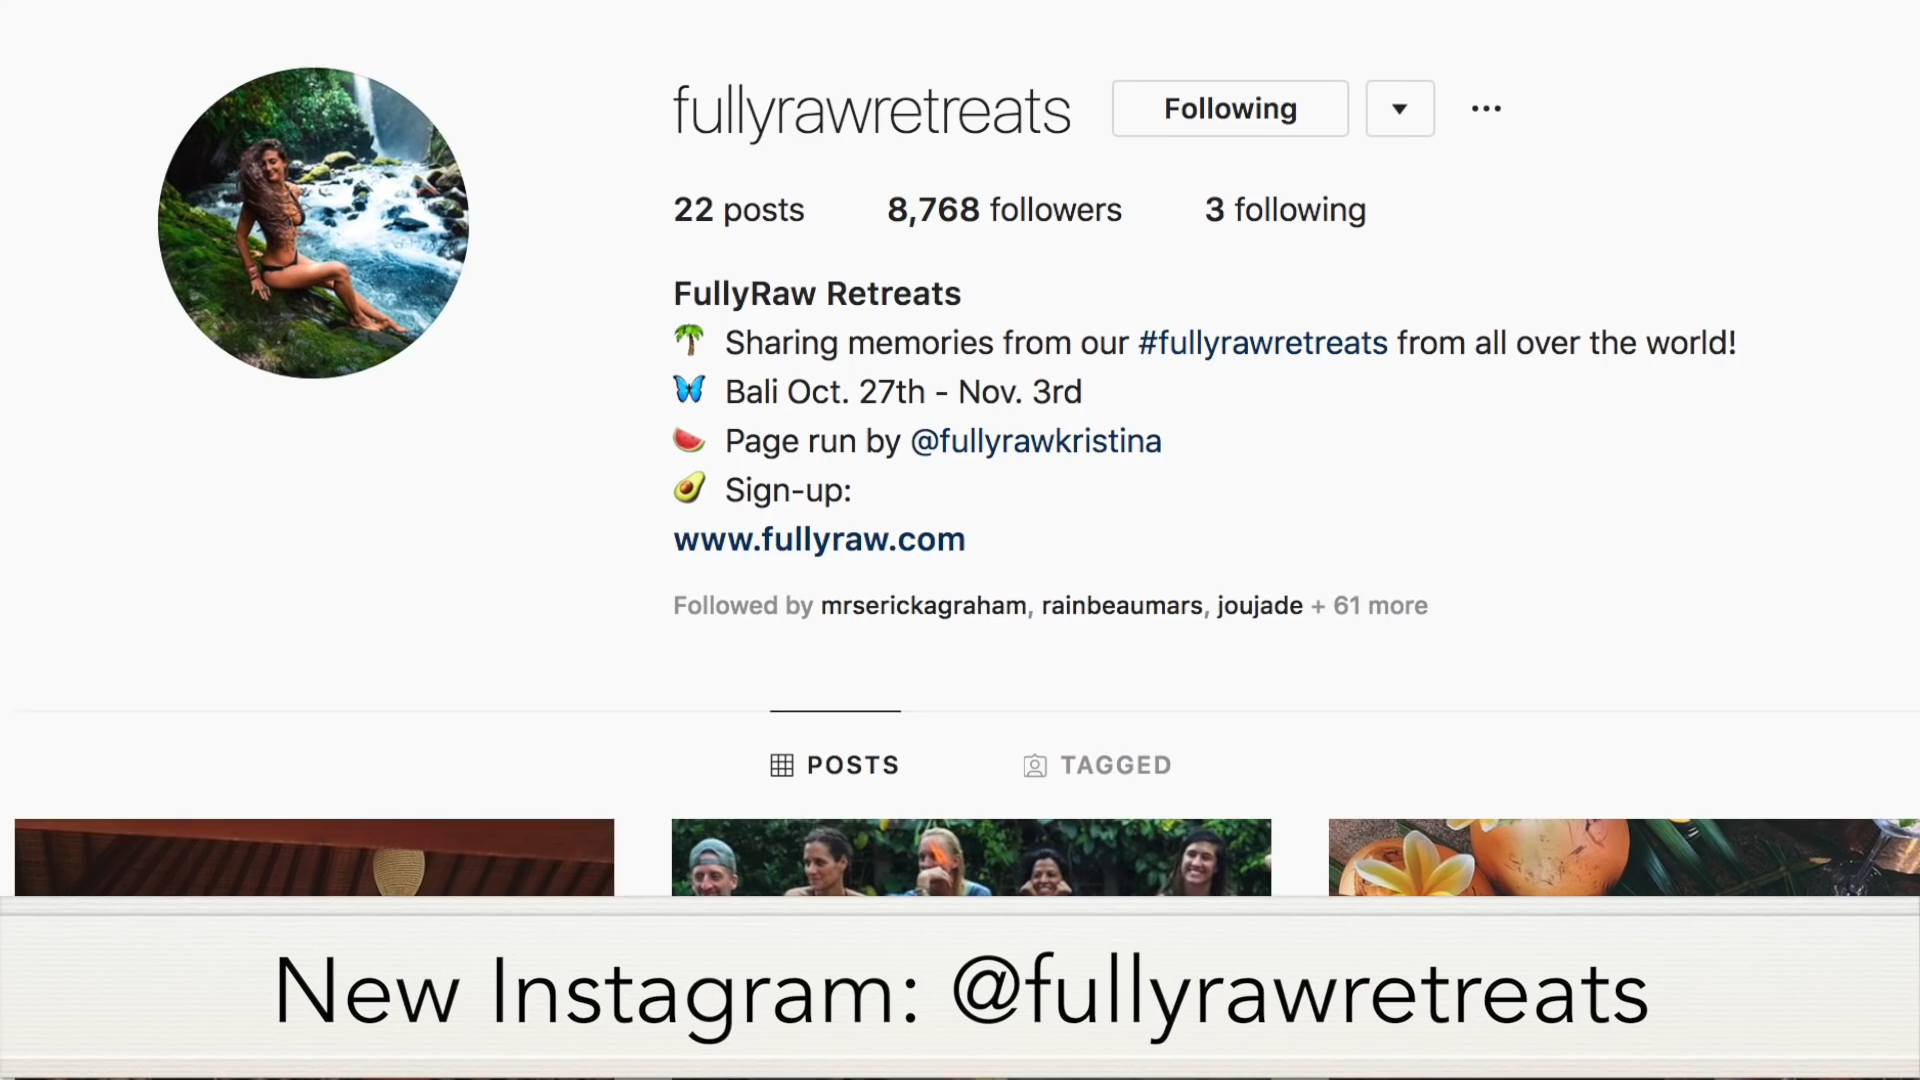 fullyrawretreats Following
22 posts 8,768 followers 3 following
FullyRaw Retreats
🌴 Sharing memories from our #fullyrawretreats from all over the world!
🦋 Bali Oct. 27th - Nov. 3rd
🍉 Page run by @fullyrawkristina
🥑 Sign-up:
www.fullyraw.com
Followed by mrserickagraham, rainbeaumars, joujade + 61 more
POSTS TAGGED
New Instagram: @fullyrawretreats